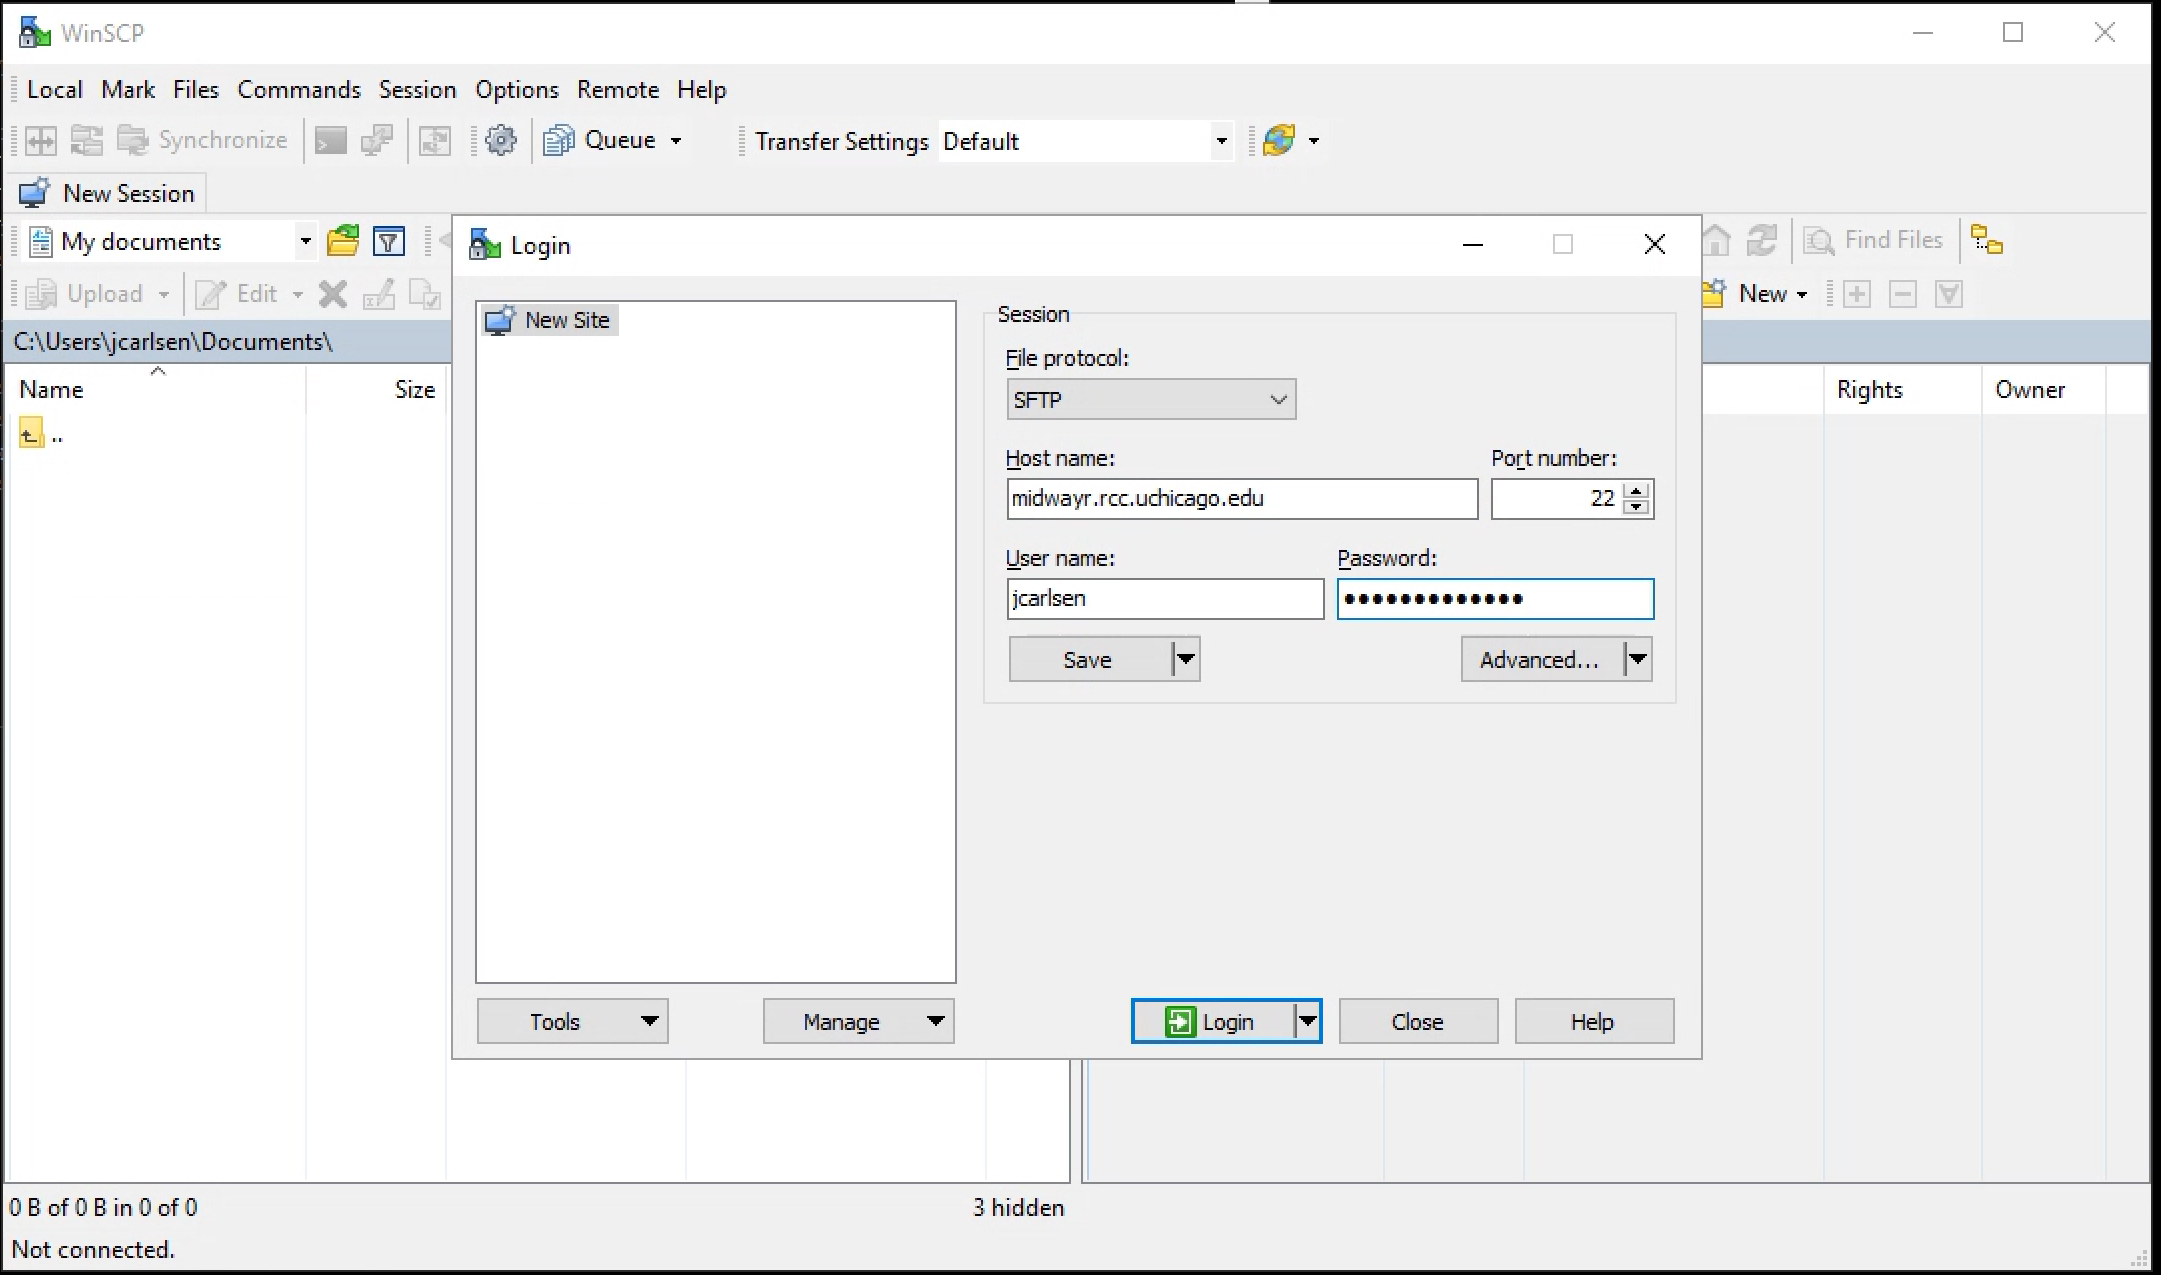 WinSCP
Local Mark Files Commands Session Options Remote Help
Synchronize Queue Transfer Settings Default
New Session
My documents Find Files
Upload Edit New
C:\Users\jcarlsen\Documents\
Name Size Rights Owner
..
Login
New Site
Session
File protocol:
SFTP
Host name: Port number:
midwayr.rcc.uchicago.edu 22
User name: Password:
jcarlsen •••••••••••••
Save Advanced...
Tools Manage Login Close Help
0 B of 0 B in 0 of 0 3 hidden
Not connected.